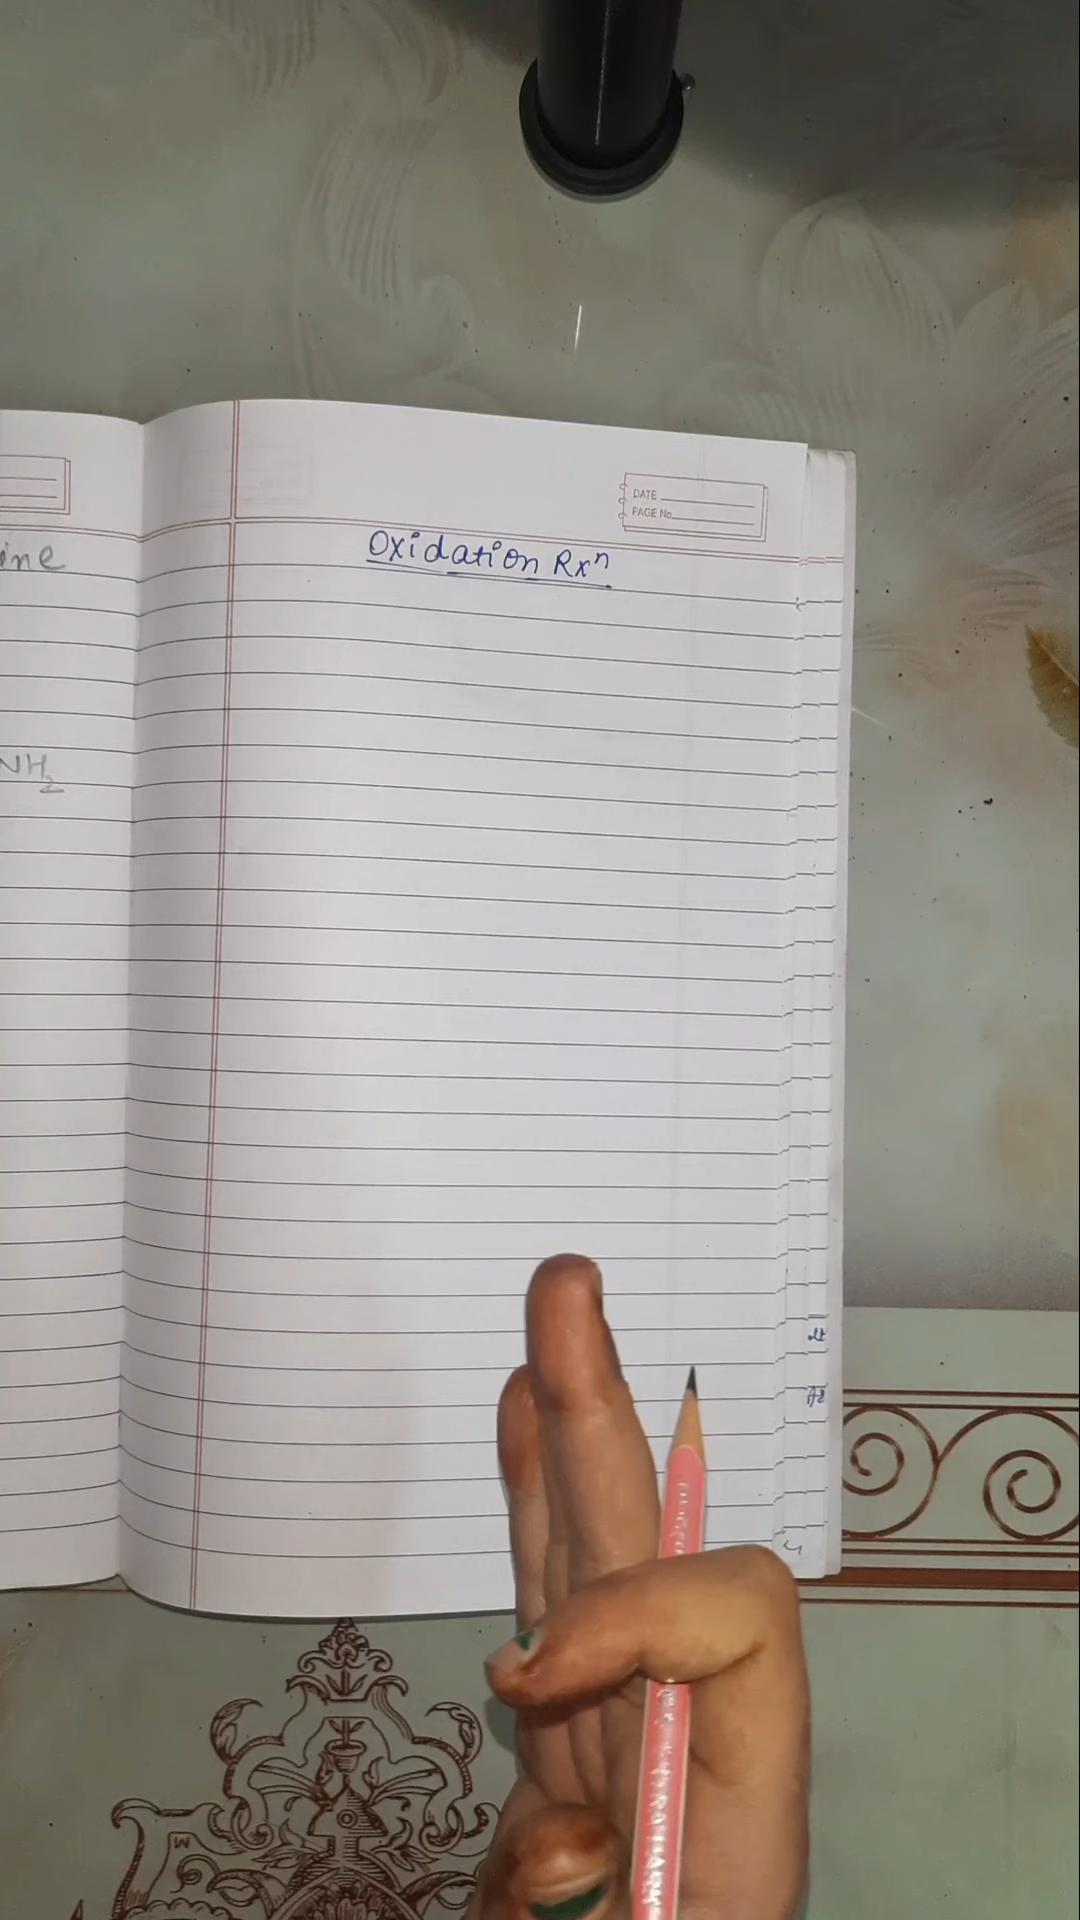 ine
NH2
DATE
PAGE No.
Oxidation Rxⁿ